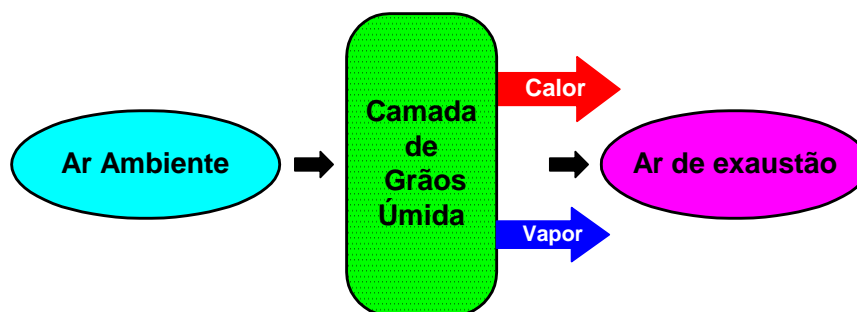 Ar Ambiente
Camada
de
Grãos
Úmida
Calor
Vapor
Ar de exaustão